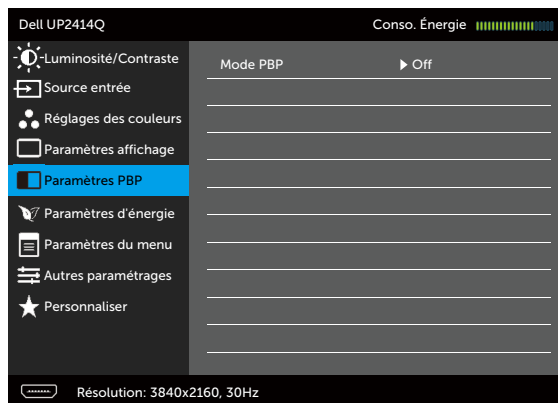 Dell UP2414Q Conso. Énergie
Luminosité/Contraste
Mode PBP Off
Source entrée
Réglages des couleurs
Paramètres affichage
Paramètres PBP
Paramètres d'énergie
Paramètres du menu
Autres paramétrages
Personnaliser
Résolution: 3840x2160, 30Hz